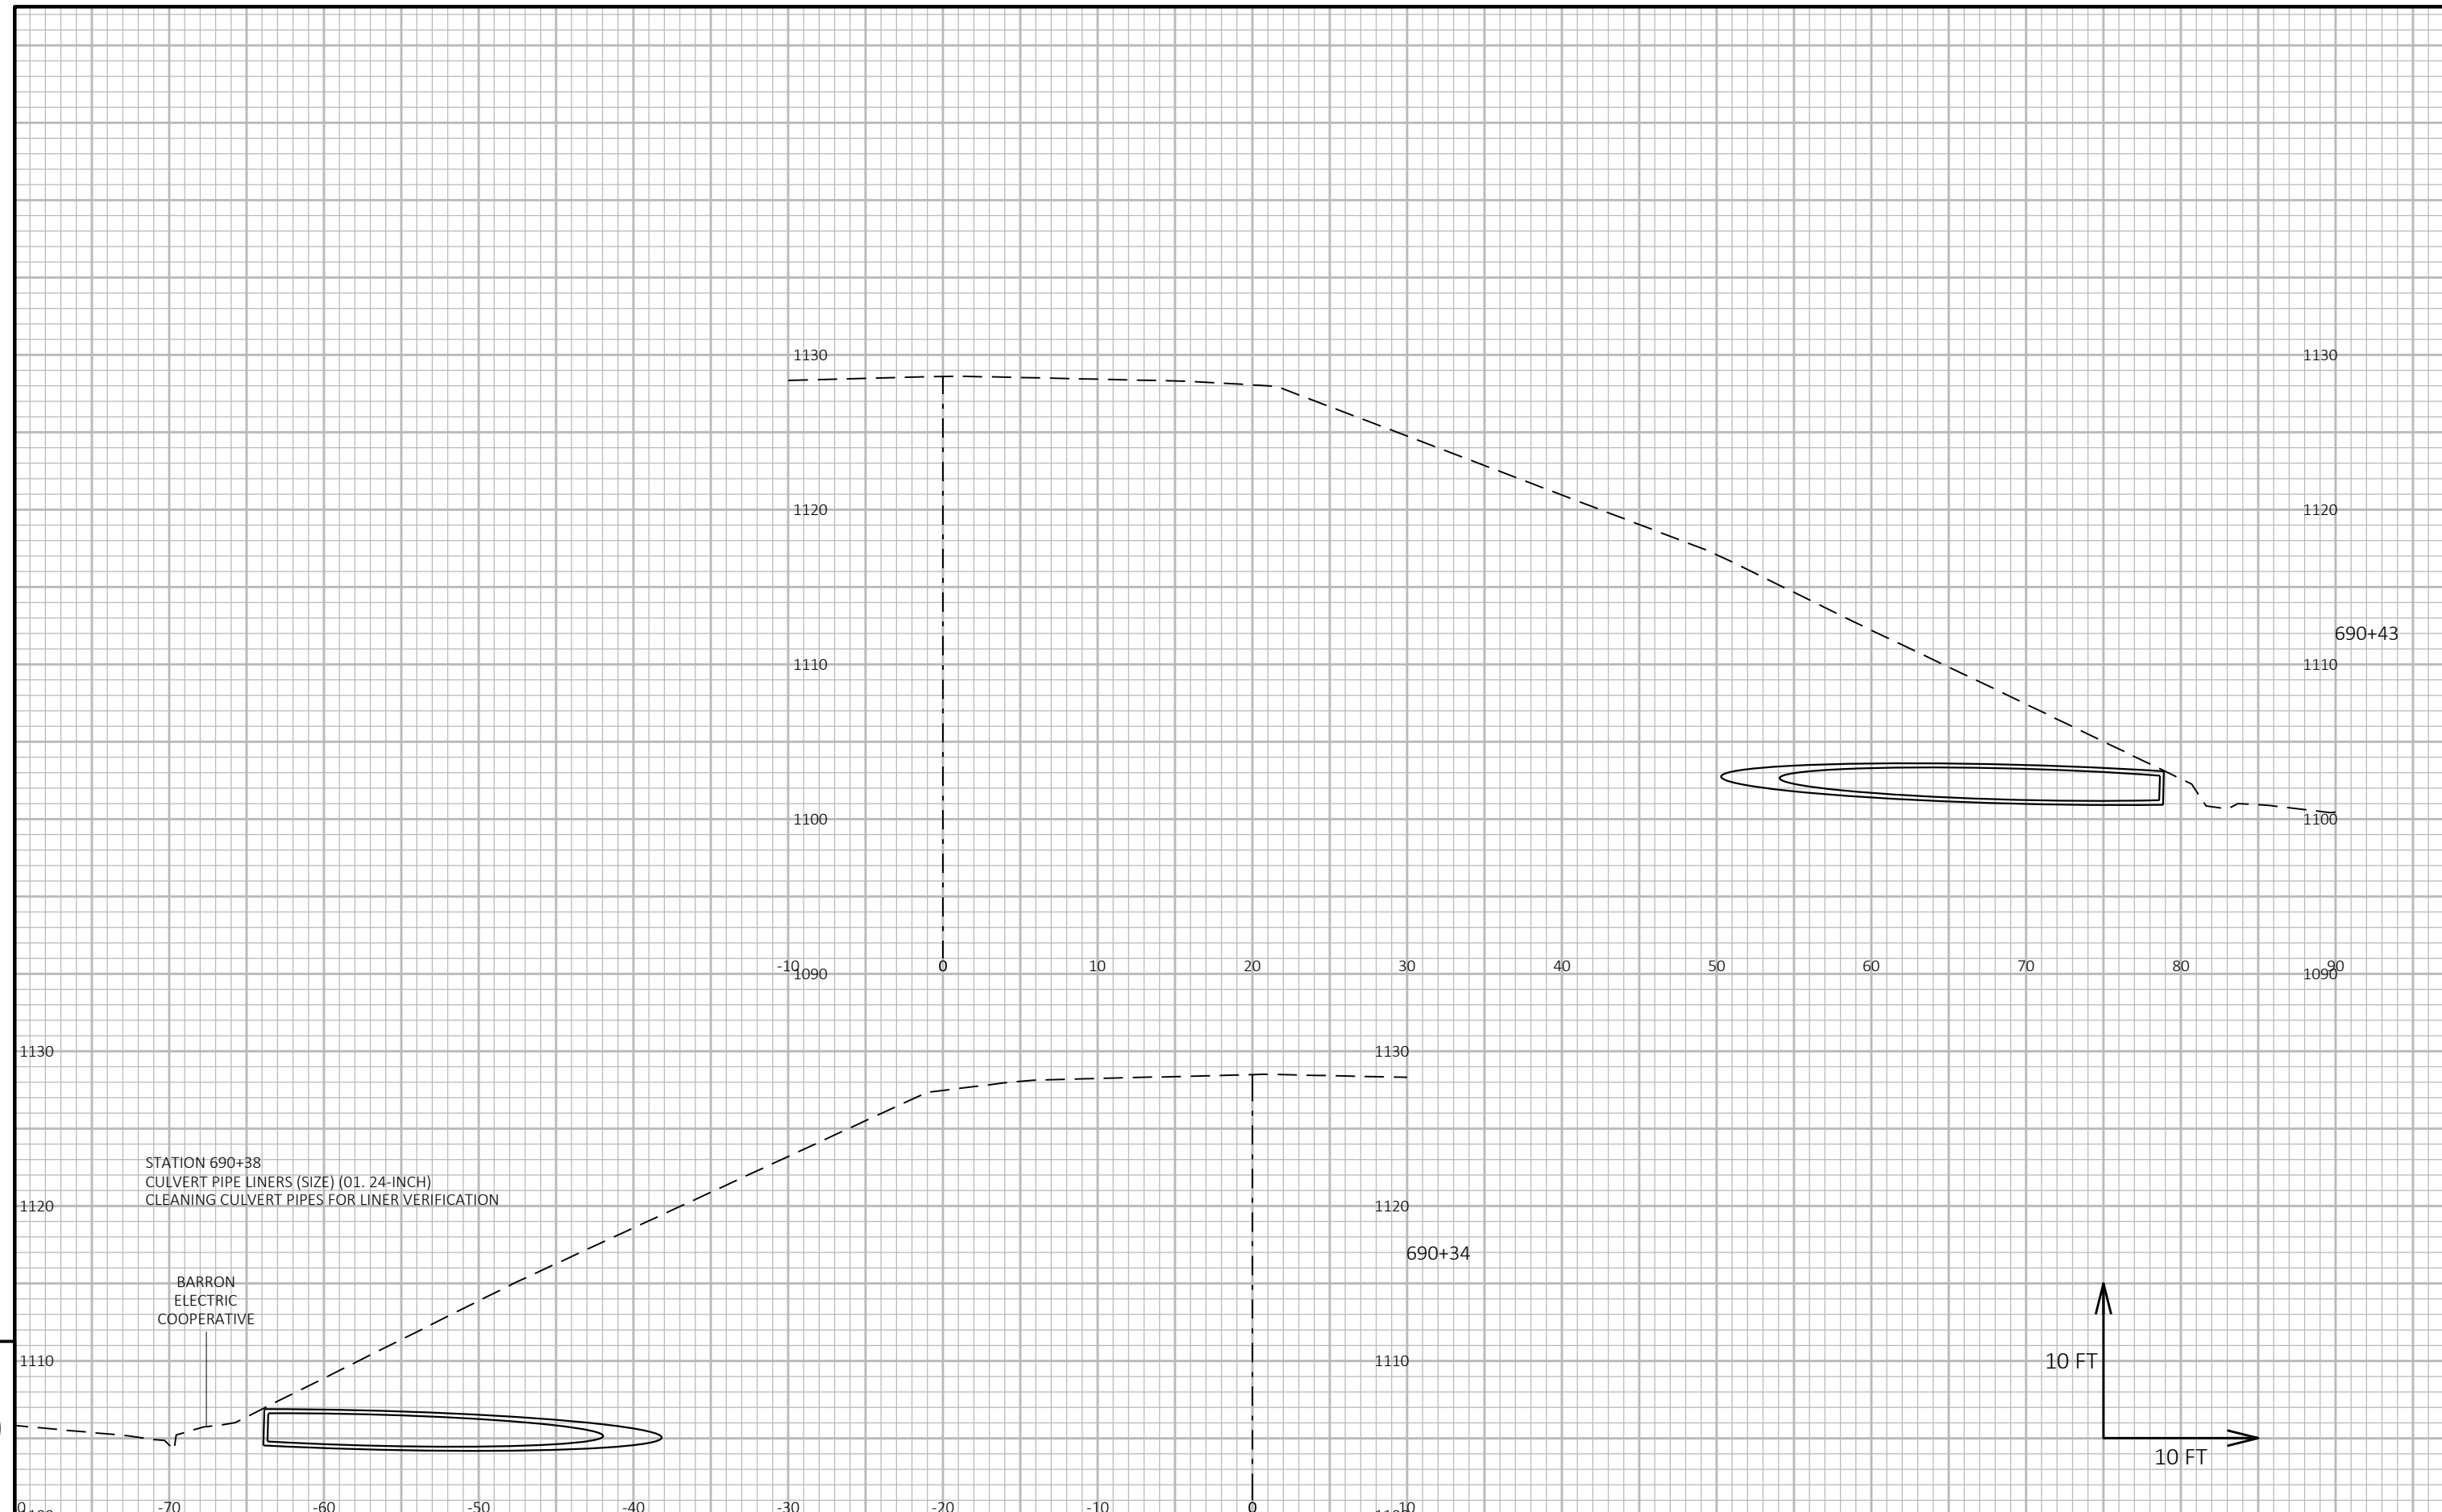 1130 1130
1120 1120
690+43
1110 1110
1100 1100
-10 0 10 20 30 40 50 60 70 80 90
1090 1090
1130 1130
STATION 690+38
CULVERT PIPE LINERS (SIZE) (01. 24-INCH)
CLEANING CULVERT PIPES FOR LINER VERIFICATION
1120 1120
690+34
BARRON
ELECTRIC
COOPERATIVE
1110 1110
10 FT
10 FT
-70 -60 -50 -40 -30 -20 -10 0 10